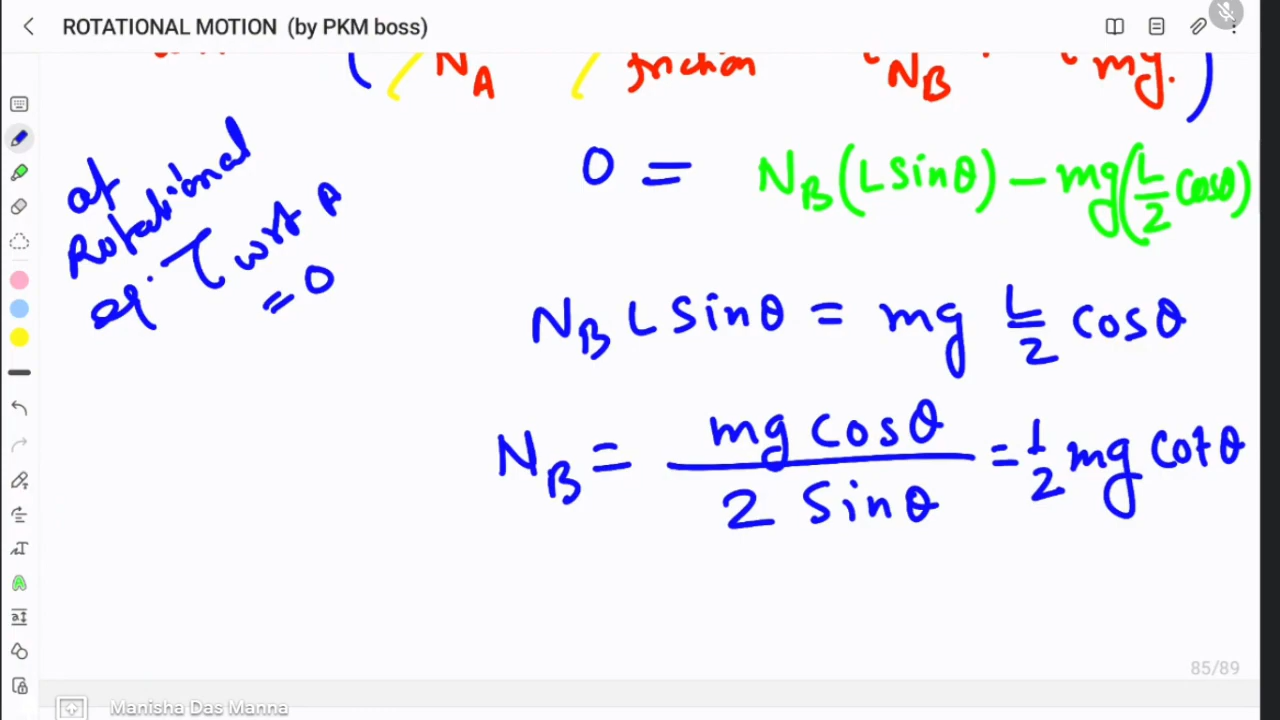 ROTATIONAL MOTION (by PKM boss)
( / N_A / friction N_B mg. )
0 = N_B (L sinθ) - mg (L/2 cosθ)
at
Rotational
eq. τ wrt A
= 0
N_B L sinθ = mg L/2 cosθ
N_B = mg cosθ / 2 sinθ = 1/2 mg cotθ
85/89
Manisha Das Manna